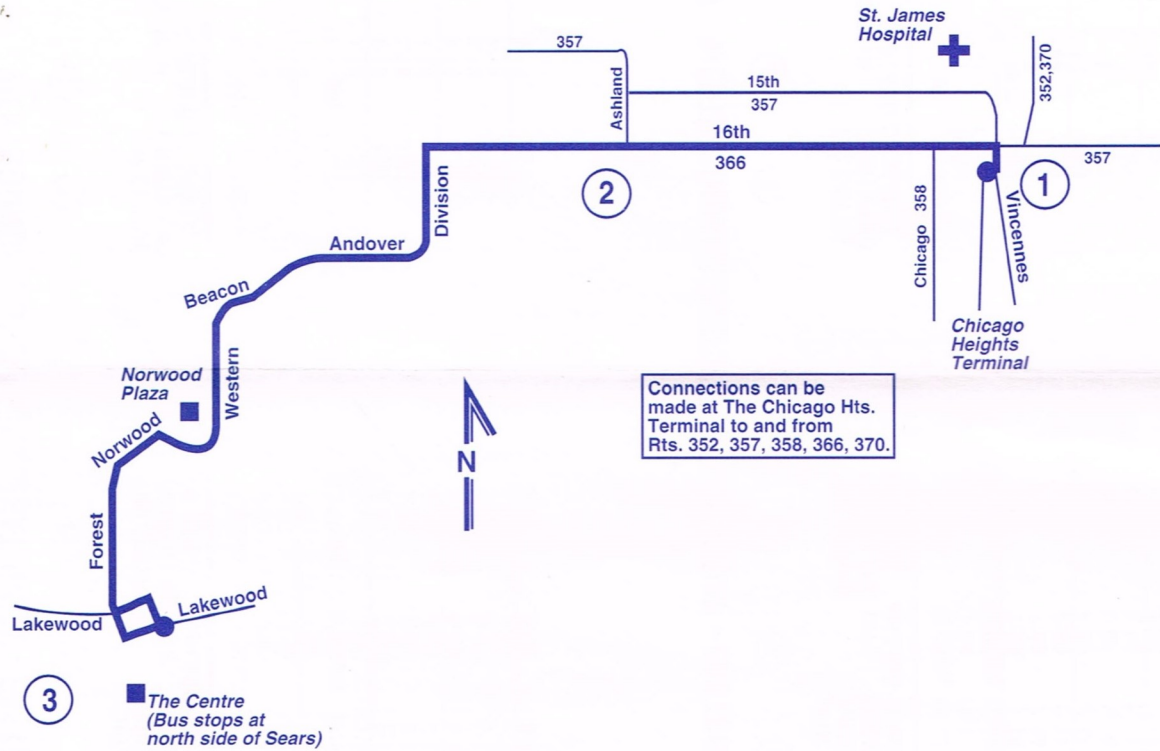 St. James
Hospital
357
352,370
Ashland
15th
357
16th
366
357
1
2
Division
Chicago 358
Vincennes
Andover
Beacon
Chicago
Heights
Terminal
Western
Norwood
Plaza
Connections can be
made at The Chicago Hts.
Terminal to and from
Rts. 352, 357, 358, 366, 370.
Norwood
N
Forest
Lakewood
Lakewood
3
The Centre
(Bus stops at
north side of Sears)